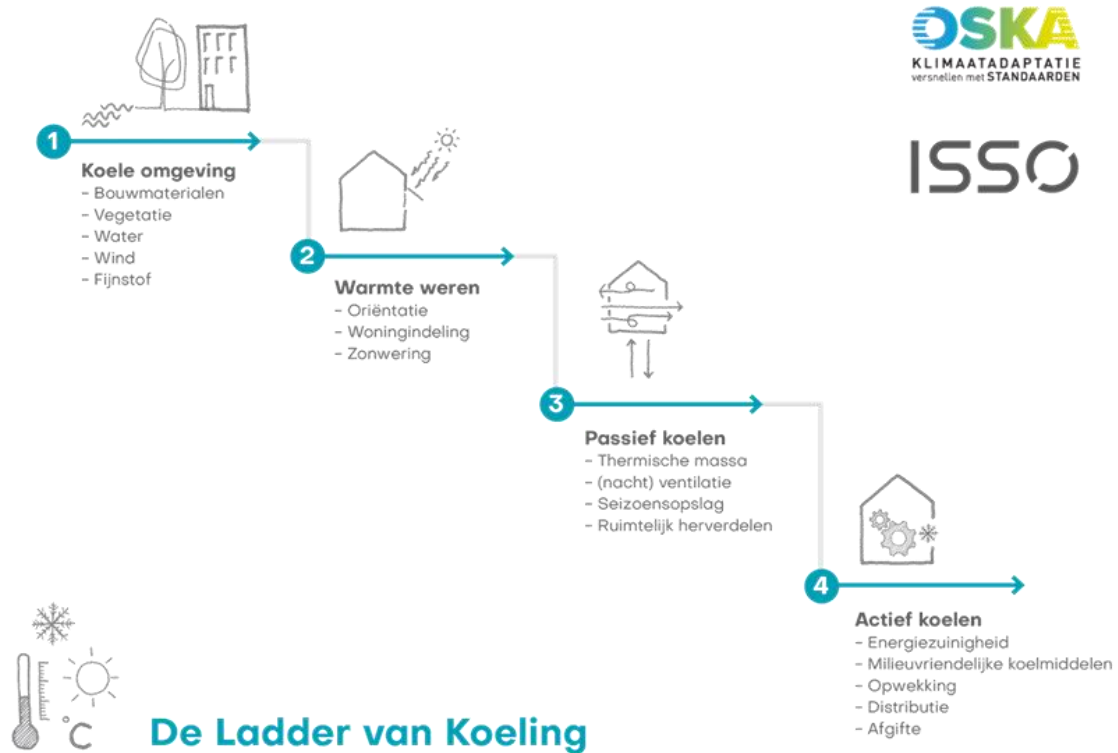 OSKA
KLIMAATADAPTATIE
versnellen met STANDAARDEN
ISSO
1
Koele omgeving
- Bouwmaterialen
- Vegetatie
- Water
- Wind
- Fijnstof
2
Warmte weren
- Oriëntatie
- Woningindeling
- Zonwering
3
Passief koelen
- Thermische massa
- (nacht) ventilatie
- Seizoensopslag
- Ruimtelijk herverdelen
4
Actief koelen
- Energiezuinigheid
- Milieuvriendelijke koelmiddelen
- Opwekking
- Distributie
- Afgifte
°C
De Ladder van Koeling